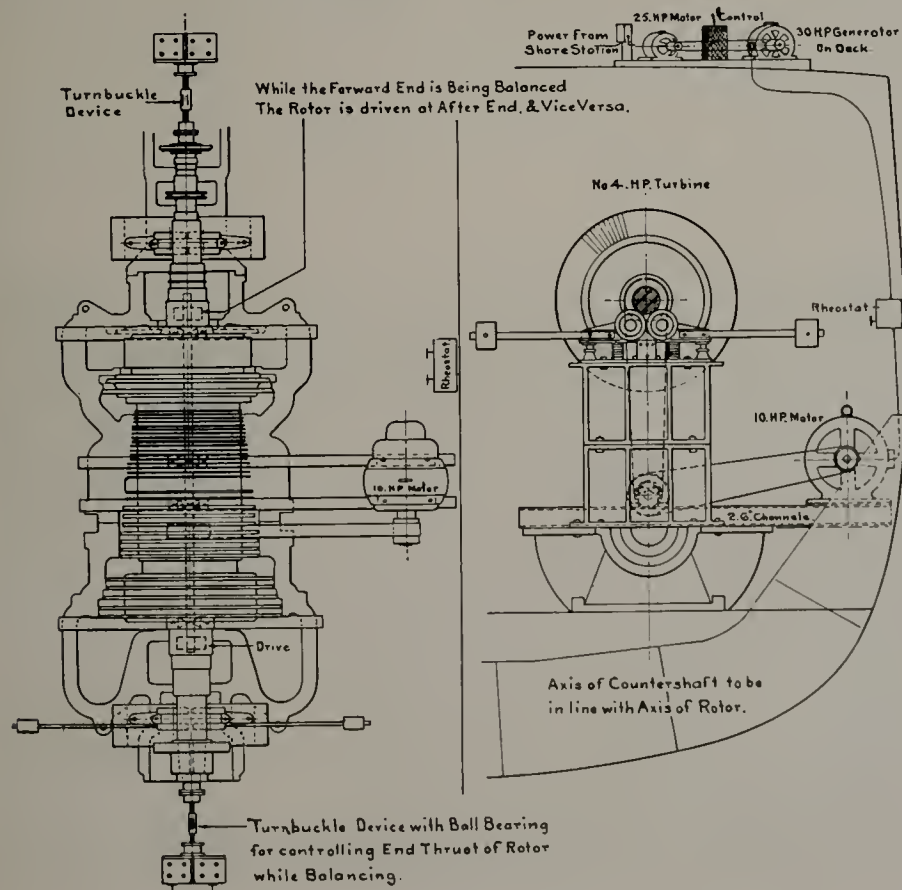 Turnbuckle
Device
While the Forward End is Being Balanced
The Rotor is driven at After End, & Vice Versa.
Rheostat
10. HP Motor
Drive
Turnbuckle Device with Ball Bearing
for controlling End Thrust of Rotor
while Balancing.
25. HP Motor
Control
Power From
Shore Station
30 HP Generator
On Deck
No 4. HP. Turbine
Rheostat
10. HP. Motor
2. 6" Channels
Axis of Countershaft to be
in line with Axis of Rotor.